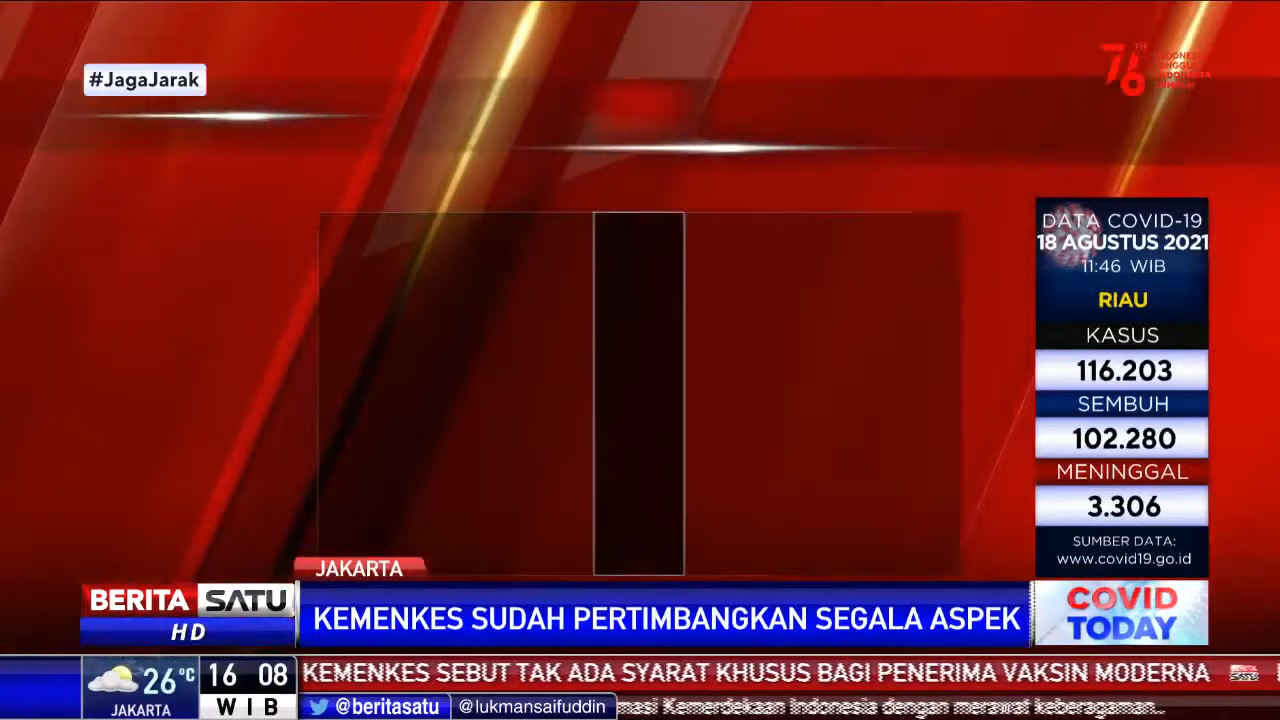 #JagaJarak
76TH
DATA COVID-19
18 AGUSTUS 2021
11:46 WIB
RIAU
KASUS
116.203
SEMBUH
102.280
MENINGGAL
3.306
SUMBER DATA:
www.covid19.go.id
JAKARTA
BERITA SATU
HD
KEMENKES SUDAH PERTIMBANGKAN SEGALA ASPEK
COVID
TODAY
26°C
JAKARTA
16 08
WIB
KEMENKES SEBUT TAK ADA SYARAT KHUSUS BAGI PENERIMA VAKSIN MODERNA
@beritasatu
@lukmansaifuddin
masi Kemerdekaan Indonesia dengan merawat keberagaman...